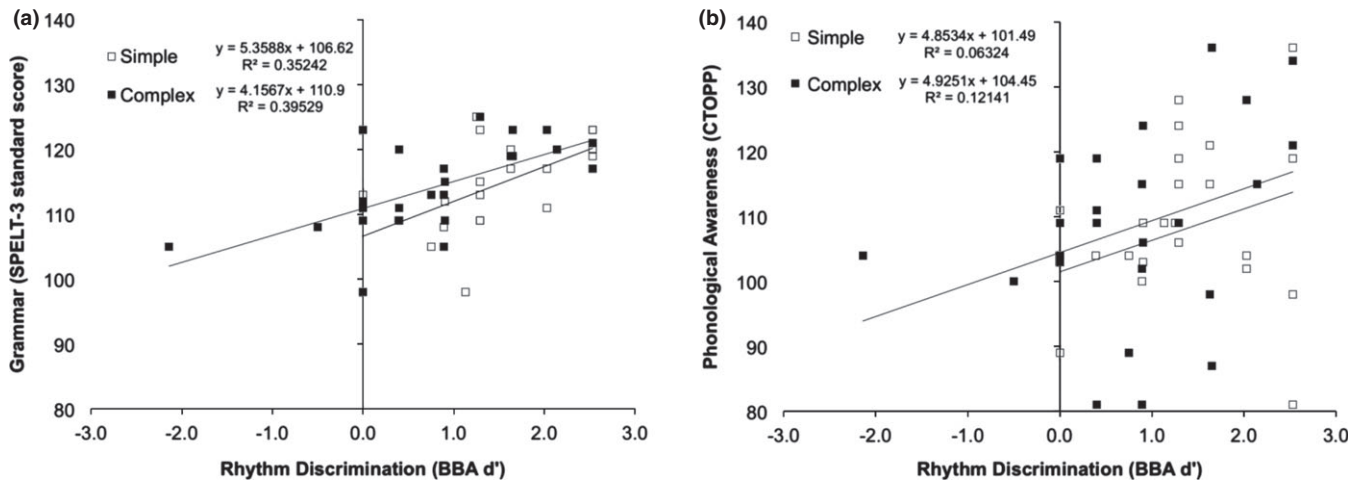 (a)
Grammar (SPELT-3 standard score)
140
130
120
110
100
90
80
□ Simple
y = 5.3588x + 106.62
R² = 0.35242
■ Complex
y = 4.1567x + 110.9
R² = 0.39529
-3.0 -2.0 -1.0 0.0 1.0 2.0 3.0
Rhythm Discrimination (BBA d')
(b)
Phonological Awareness (CTOPP)
140
130
120
110
100
90
80
□ Simple
y = 4.8534x + 101.49
R² = 0.06324
■ Complex
y = 4.9251x + 104.45
R² = 0.12141
-3.0 -2.0 -1.0 0.0 1.0 2.0 3.0
Rhythm Discrimination (BBA d')